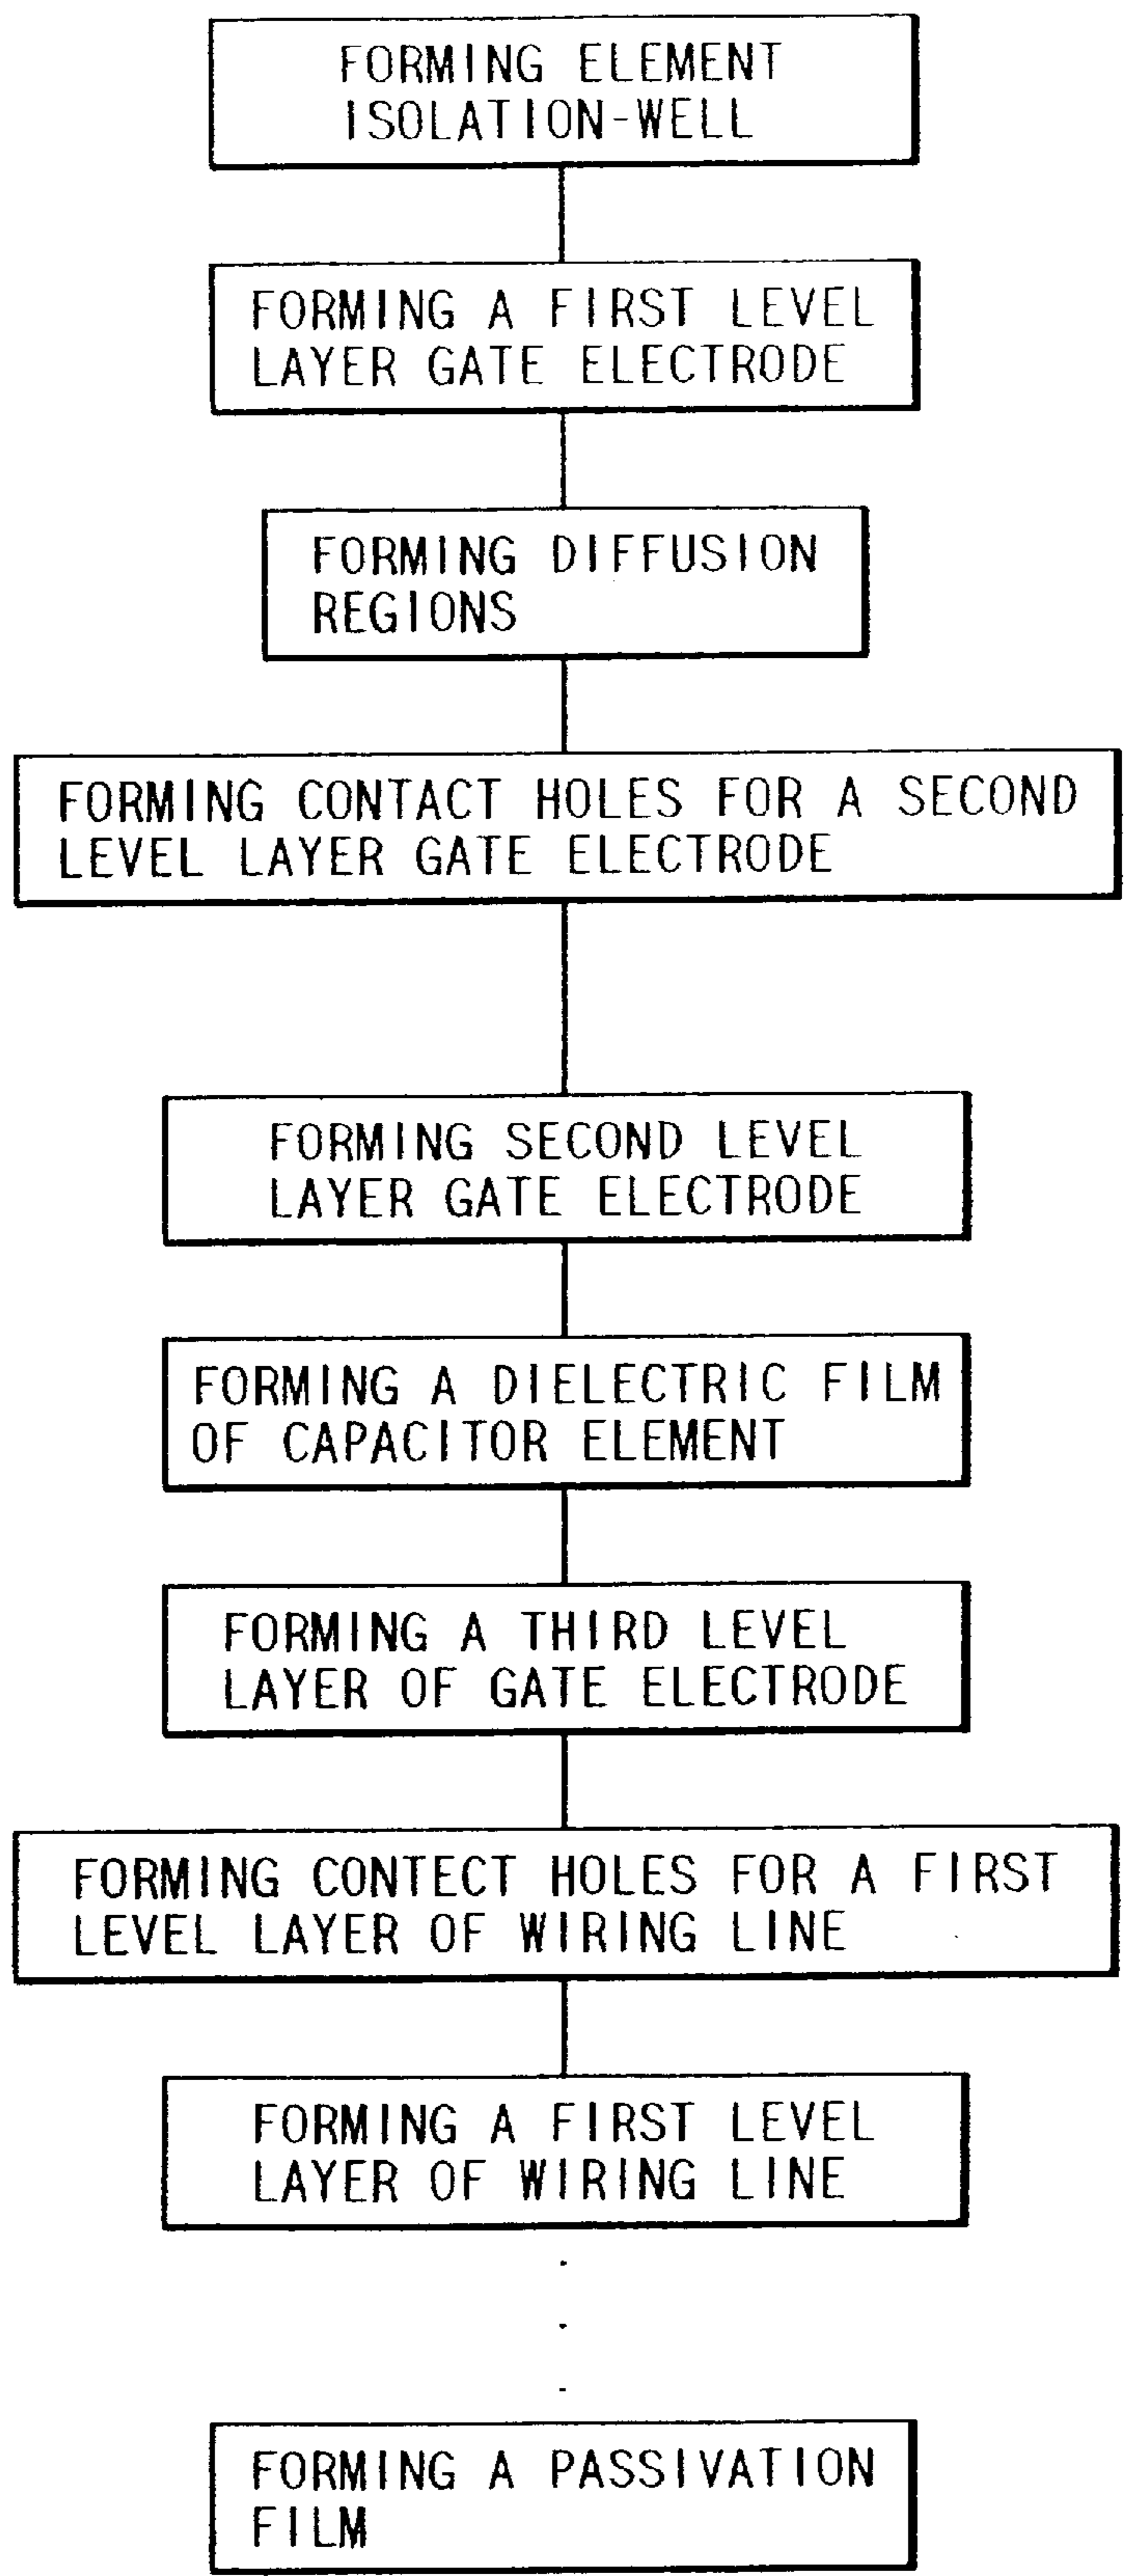 FORMING ELEMENT
ISOLATION-WELL
FORMING A FIRST LEVEL
LAYER GATE ELECTRODE
FORMING DIFFUSION
REGIONS
FORMING CONTACT HOLES FOR A SECOND
LEVEL LAYER GATE ELECTRODE
FORMING SECOND LEVEL
LAYER GATE ELECTRODE
FORMING A DIELECTRIC FILM
OF CAPACITOR ELEMENT
FORMING A THIRD LEVEL
LAYER OF GATE ELECTRODE
FORMING CONTECT HOLES FOR A FIRST
LEVEL LAYER OF WIRING LINE
FORMING A FIRST LEVEL
LAYER OF WIRING LINE
FORMING A PASSIVATION
FILM